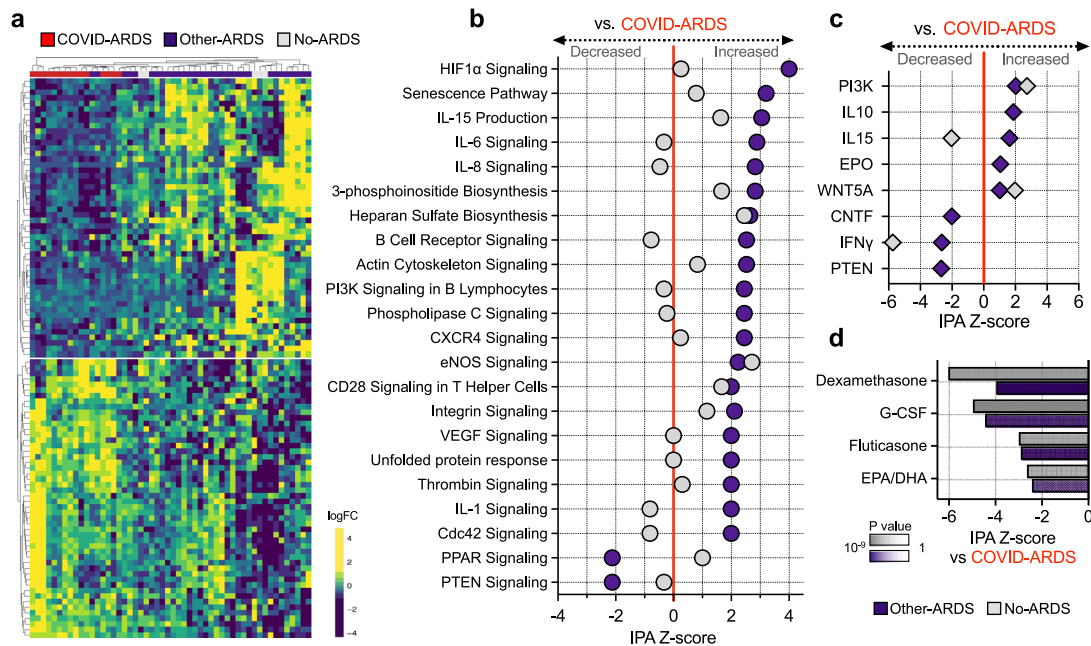 a
COVID-ARDS Other-ARDS No-ARDS
logFC
4
2
0
-2
-4
b
vs. COVID-ARDS
Decreased Increased
HIF1α Signaling
Senescence Pathway
IL-15 Production
IL-6 Signaling
IL-8 Signaling
3-phosphoinositide Biosynthesis
Heparan Sulfate Biosynthesis
B Cell Receptor Signaling
Actin Cytoskeleton Signaling
PI3K Signaling in B Lymphocytes
Phospholipase C Signaling
CXCR4 Signaling
eNOS Signaling
CD28 Signaling in T Helper Cells
Integrin Signaling
VEGF Signaling
Unfolded protein response
Thrombin Signaling
IL-1 Signaling
Cdc42 Signaling
PPAR Signaling
PTEN Signaling
-4 -2 0 2 4
IPA Z-score
c
vs. COVID-ARDS
Decreased Increased
PI3K
IL10
IL15
EPO
WNT5A
CNTF
IFNγ
PTEN
-6 -4 -2 0 2 4 6
IPA Z-score
d
Dexamethasone
G-CSF
Fluticasone
EPA/DHA
-6 -4 -2 0
P value
10⁻⁹ 1
IPA Z-score
vs COVID-ARDS
Other-ARDS No-ARDS